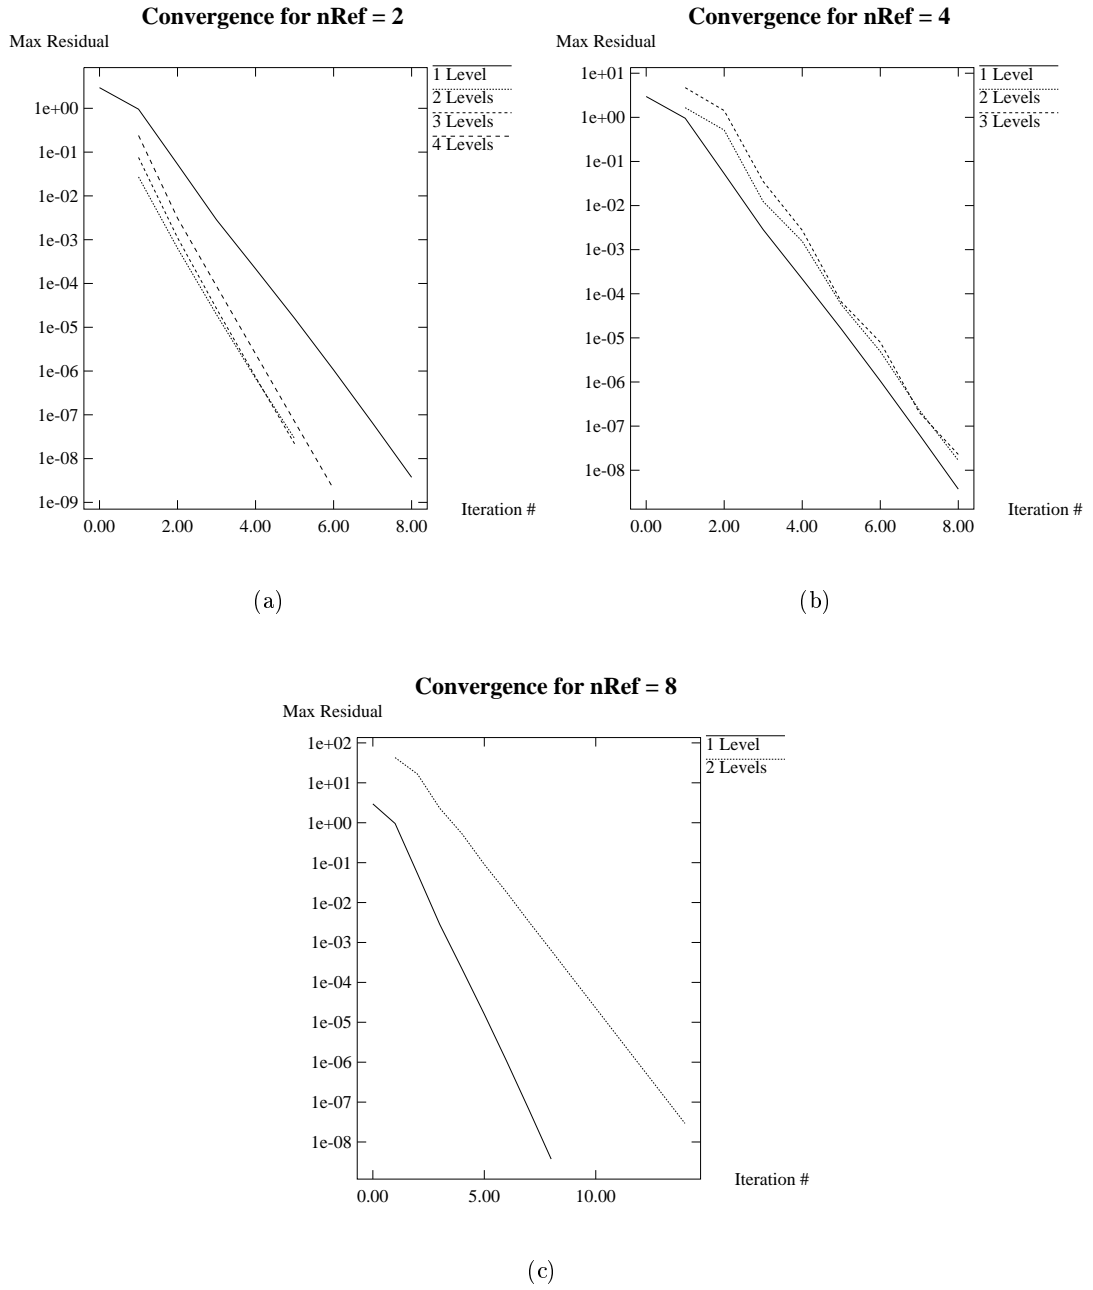 Convergence for nRef = 2
Max Residual
1e+00
1e-01
1e-02
1e-03
1e-04
1e-05
1e-06
1e-07
1e-08
1e-09
0.00 2.00 4.00 6.00 8.00
Iteration #
1 Level
2 Levels
3 Levels
4 Levels
(a)
Convergence for nRef = 4
Max Residual
1e+01
1e+00
1e-01
1e-02
1e-03
1e-04
1e-05
1e-06
1e-07
1e-08
0.00 2.00 4.00 6.00 8.00
Iteration #
1 Level
2 Levels
3 Levels
(b)
Convergence for nRef = 8
Max Residual
1e+02
1e+01
1e+00
1e-01
1e-02
1e-03
1e-04
1e-05
1e-06
1e-07
1e-08
0.00 5.00 10.00
Iteration #
1 Level
2 Levels
(c)